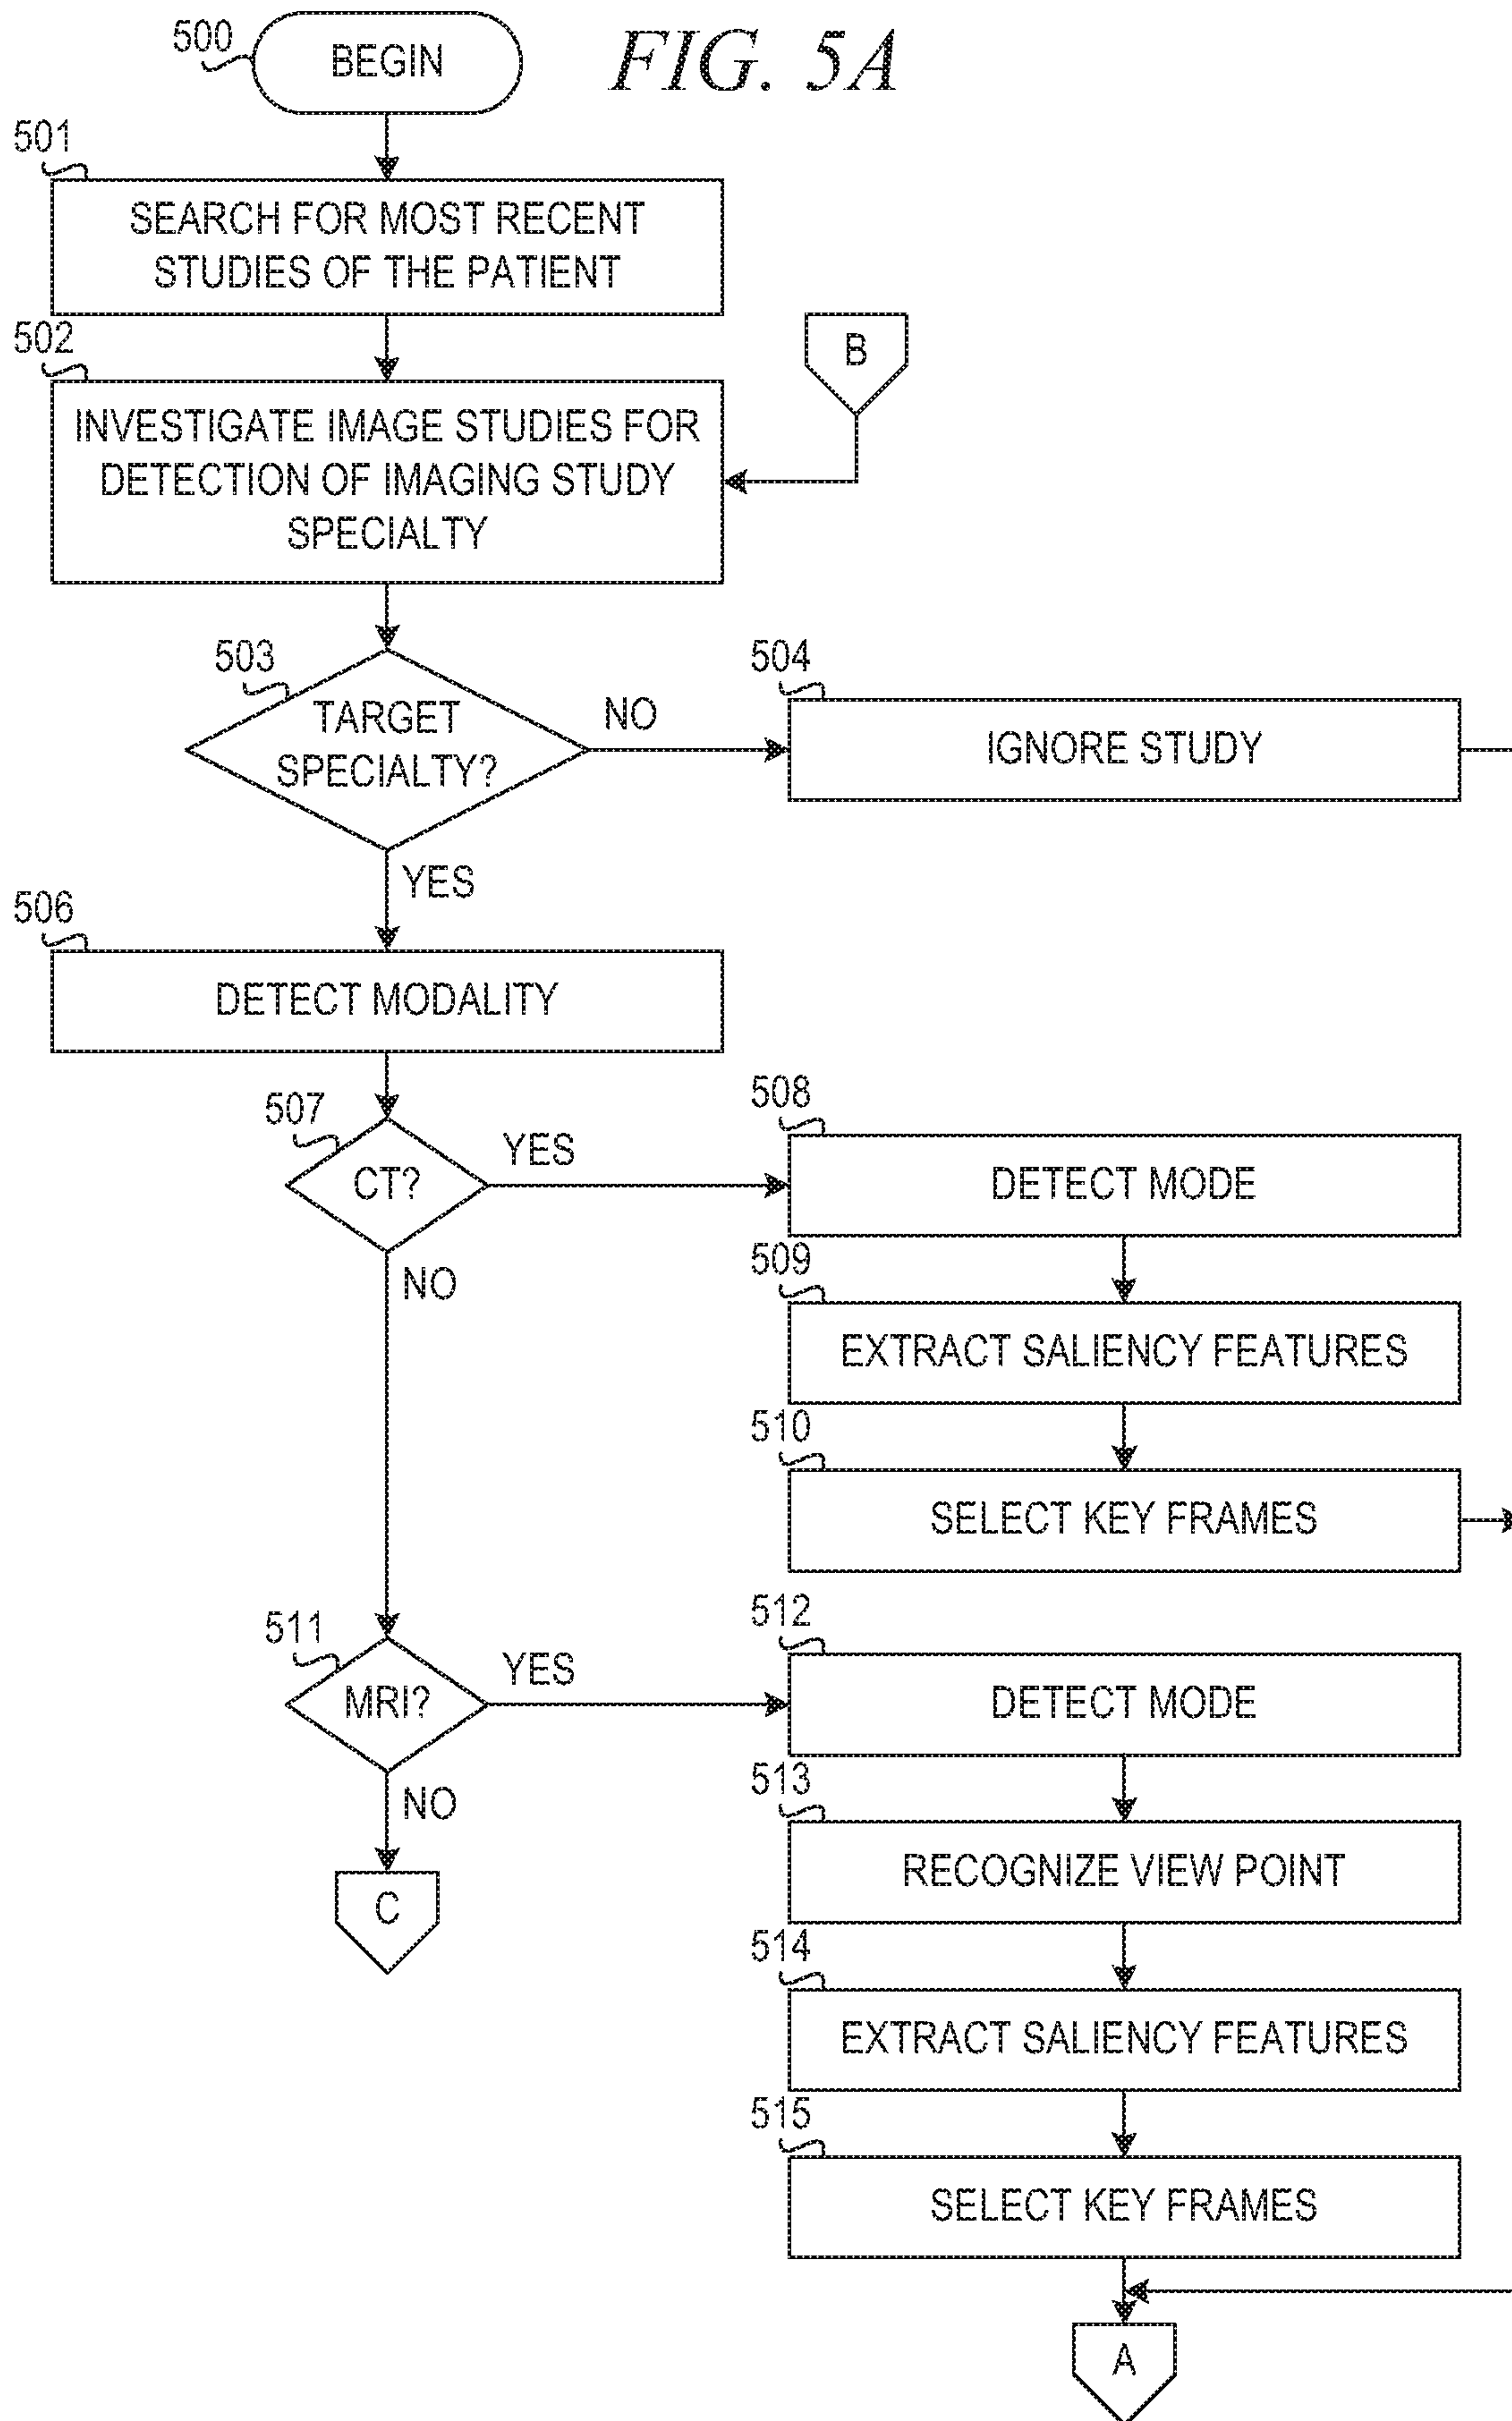 500
BEGIN
FIG. 5A
501
SEARCH FOR MOST RECENT
STUDIES OF THE PATIENT
502
B
INVESTIGATE IMAGE STUDIES FOR
DETECTION OF IMAGING STUDY
SPECIALTY
503
TARGET
SPECIALTY?
NO
504
IGNORE STUDY
YES
506
DETECT MODALITY
507
CT?
YES
508
DETECT MODE
NO
509
EXTRACT SALIENCY FEATURES
510
SELECT KEY FRAMES
511
MRI?
YES
512
DETECT MODE
NO
513
RECOGNIZE VIEW POINT
C
514
EXTRACT SALIENCY FEATURES
515
SELECT KEY FRAMES
A